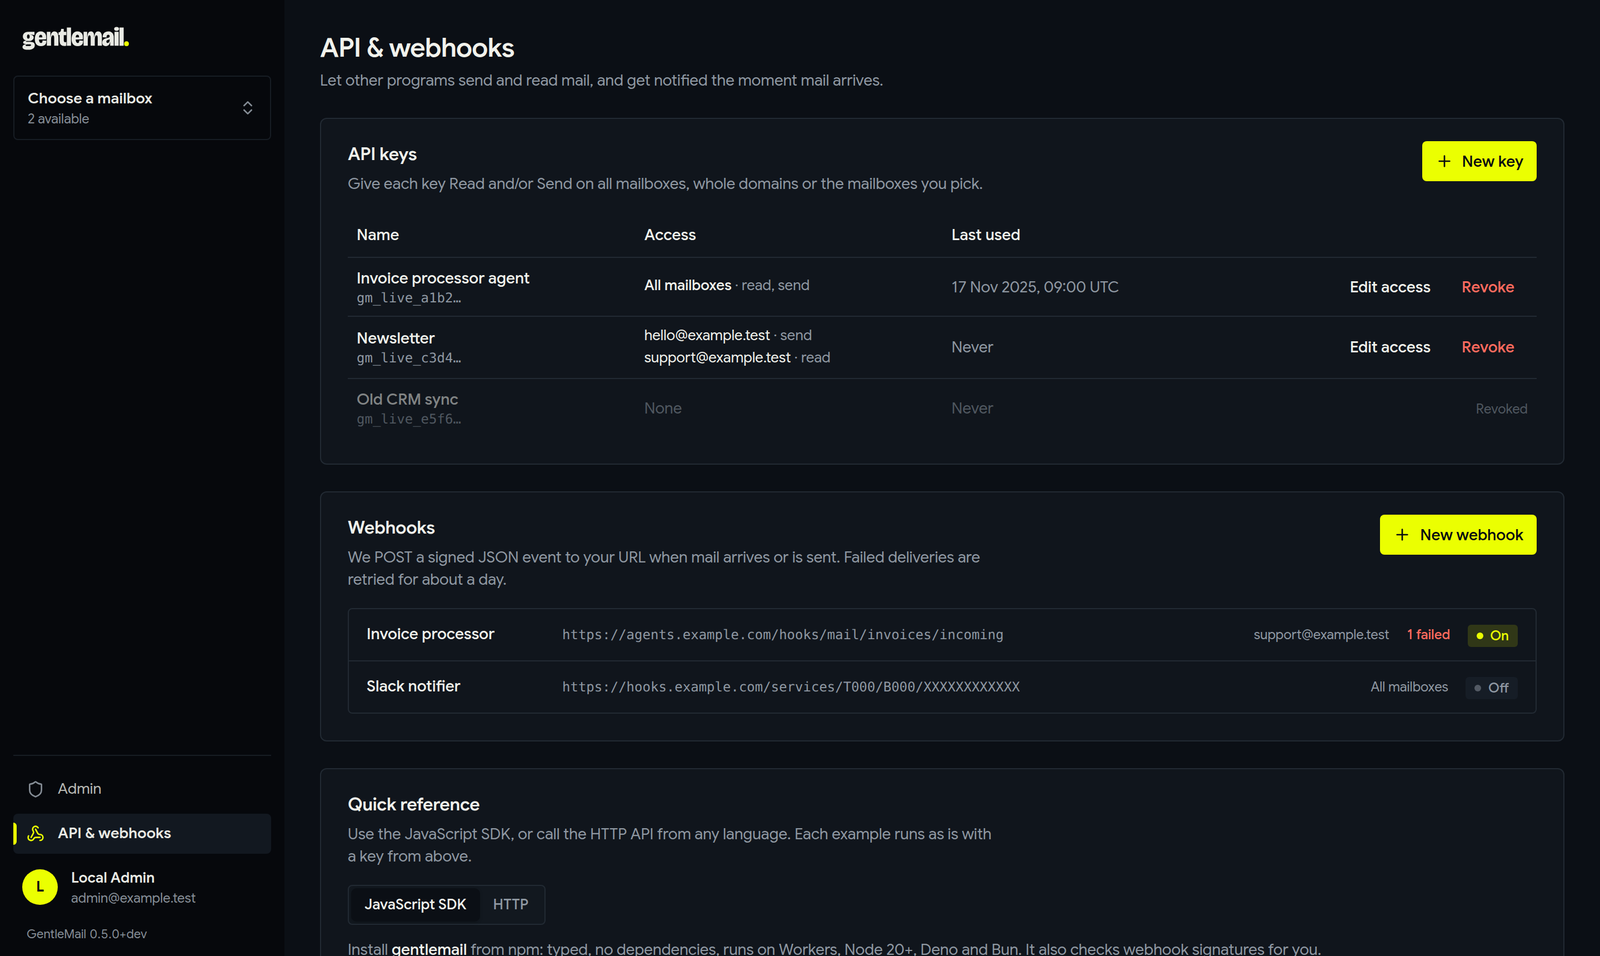 gentlemail.
Choose a mailbox
2 available
Admin
API & webhooks
L
Local Admin
admin@example.test
GentleMail 0.5.0+dev
API & webhooks
Let other programs send and read mail, and get notified the moment mail arrives.
API keys
Give each key Read and/or Send on all mailboxes, whole domains or the mailboxes you pick.
+ New key
Name Access Last used
Invoice processor agent
gm_live_a1b2…
All mailboxes · read, send
17 Nov 2025, 09:00 UTC
Edit access Revoke
Newsletter
gm_live_c3d4…
hello@example.test · send
support@example.test · read
Never
Edit access Revoke
Old CRM sync
gm_live_e5f6…
None
Never
Revoked
Webhooks
We POST a signed JSON event to your URL when mail arrives or is sent. Failed deliveries are
retried for about a day.
+ New webhook
Invoice processor https://agents.example.com/hooks/mail/invoices/incoming support@example.test 1 failed On
Slack notifier https://hooks.example.com/services/T000/B000/XXXXXXXXXXXX All mailboxes Off
Quick reference
Use the JavaScript SDK, or call the HTTP API from any language. Each example runs as is with
a key from above.
JavaScript SDK HTTP
Install gentlemail from npm: typed, no dependencies, runs on Workers, Node 20+, Deno and Bun. It also checks webhook signatures for you.